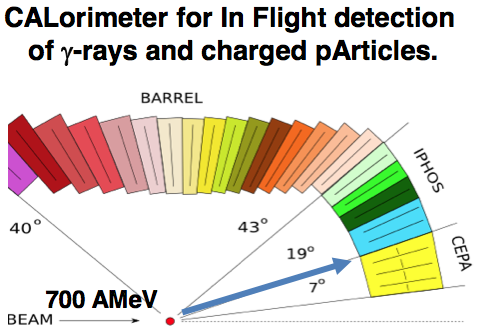 CALorimeter for In Flight detection
of γ-rays and charged pArticles.
BARREL
IPHOS
40°
43°
19°
CEPA
7°
700 AMeV
BEAM